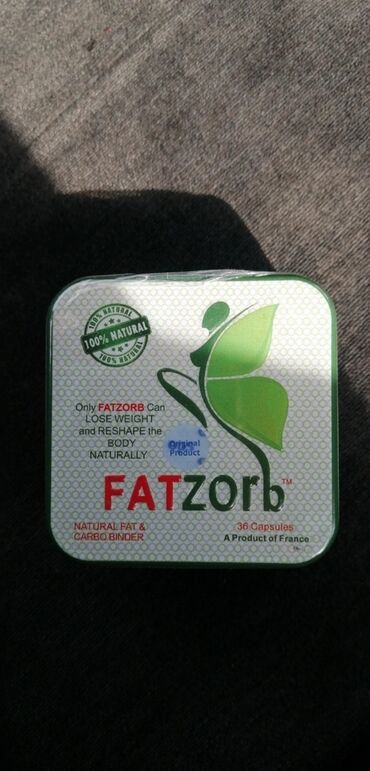 100% NATURAL
100% NATURAL
100% NATURAL
Only FATZORB Can
LOSE WEIGHT
and RESHAPE the
BODY
NATURALLY
Original
Product
FATZorb™
NATURAL FAT &
CARBO BINDER
36 Capsules
A Product of France